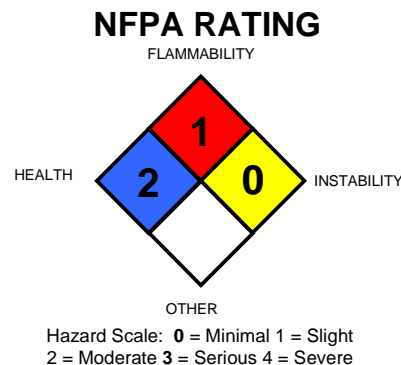 NFPA RATING
FLAMMABILITY
1
HEALTH
2
0
INSTABILITY
OTHER
Hazard Scale: 0 = Minimal 1 = Slight
2 = Moderate 3 = Serious 4 = Severe